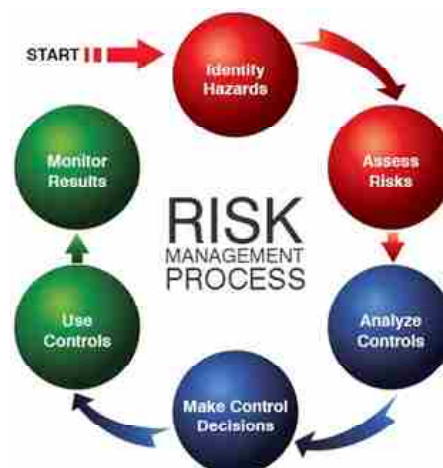 START
Identify
Hazards
Assess
Risks
Analyze
Controls
Make Control
Decisions
Use
Controls
Monitor
Results
RISK
MANAGEMENT
PROCESS